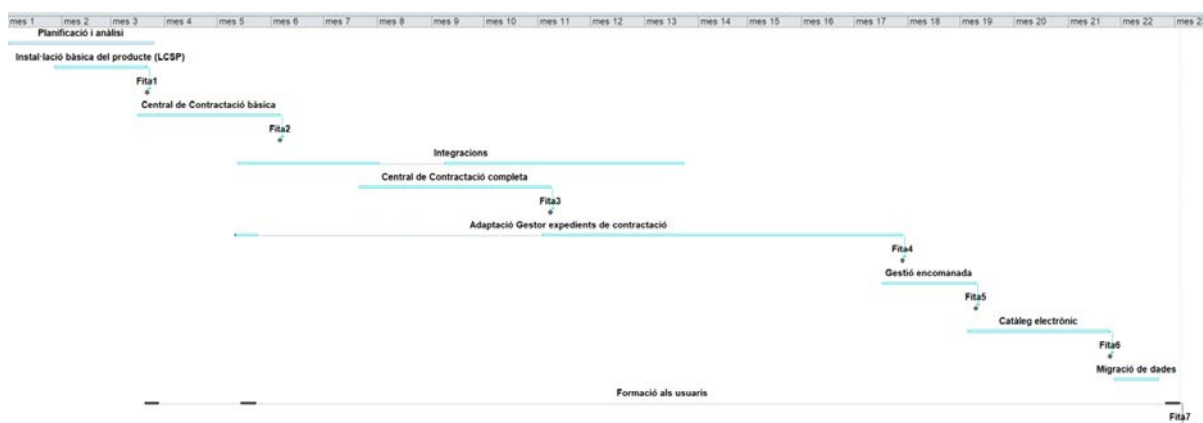 mes 1 mes 2 mes 3 mes 4 mes 5 mes 6 mes 7 mes 8 mes 9 mes 10 mes 11 mes 12 mes 13 mes 14 mes 15 mes 16 mes 17 mes 18 mes 19 mes 20 mes 21 mes 22 mes 23
Planificació i anàlisi
Instal·lació bàsica del producte (LCSP)
Fita1
Central de Contractació bàsica
Fita2
Integracions
Central de Contractació completa
Fita3
Adaptació Gestor expedients de contractació
Fita4
Gestió encomanada
Fita5
Catàleg electrònic
Fita6
Migració de dades
Formació als usuaris
Fita7